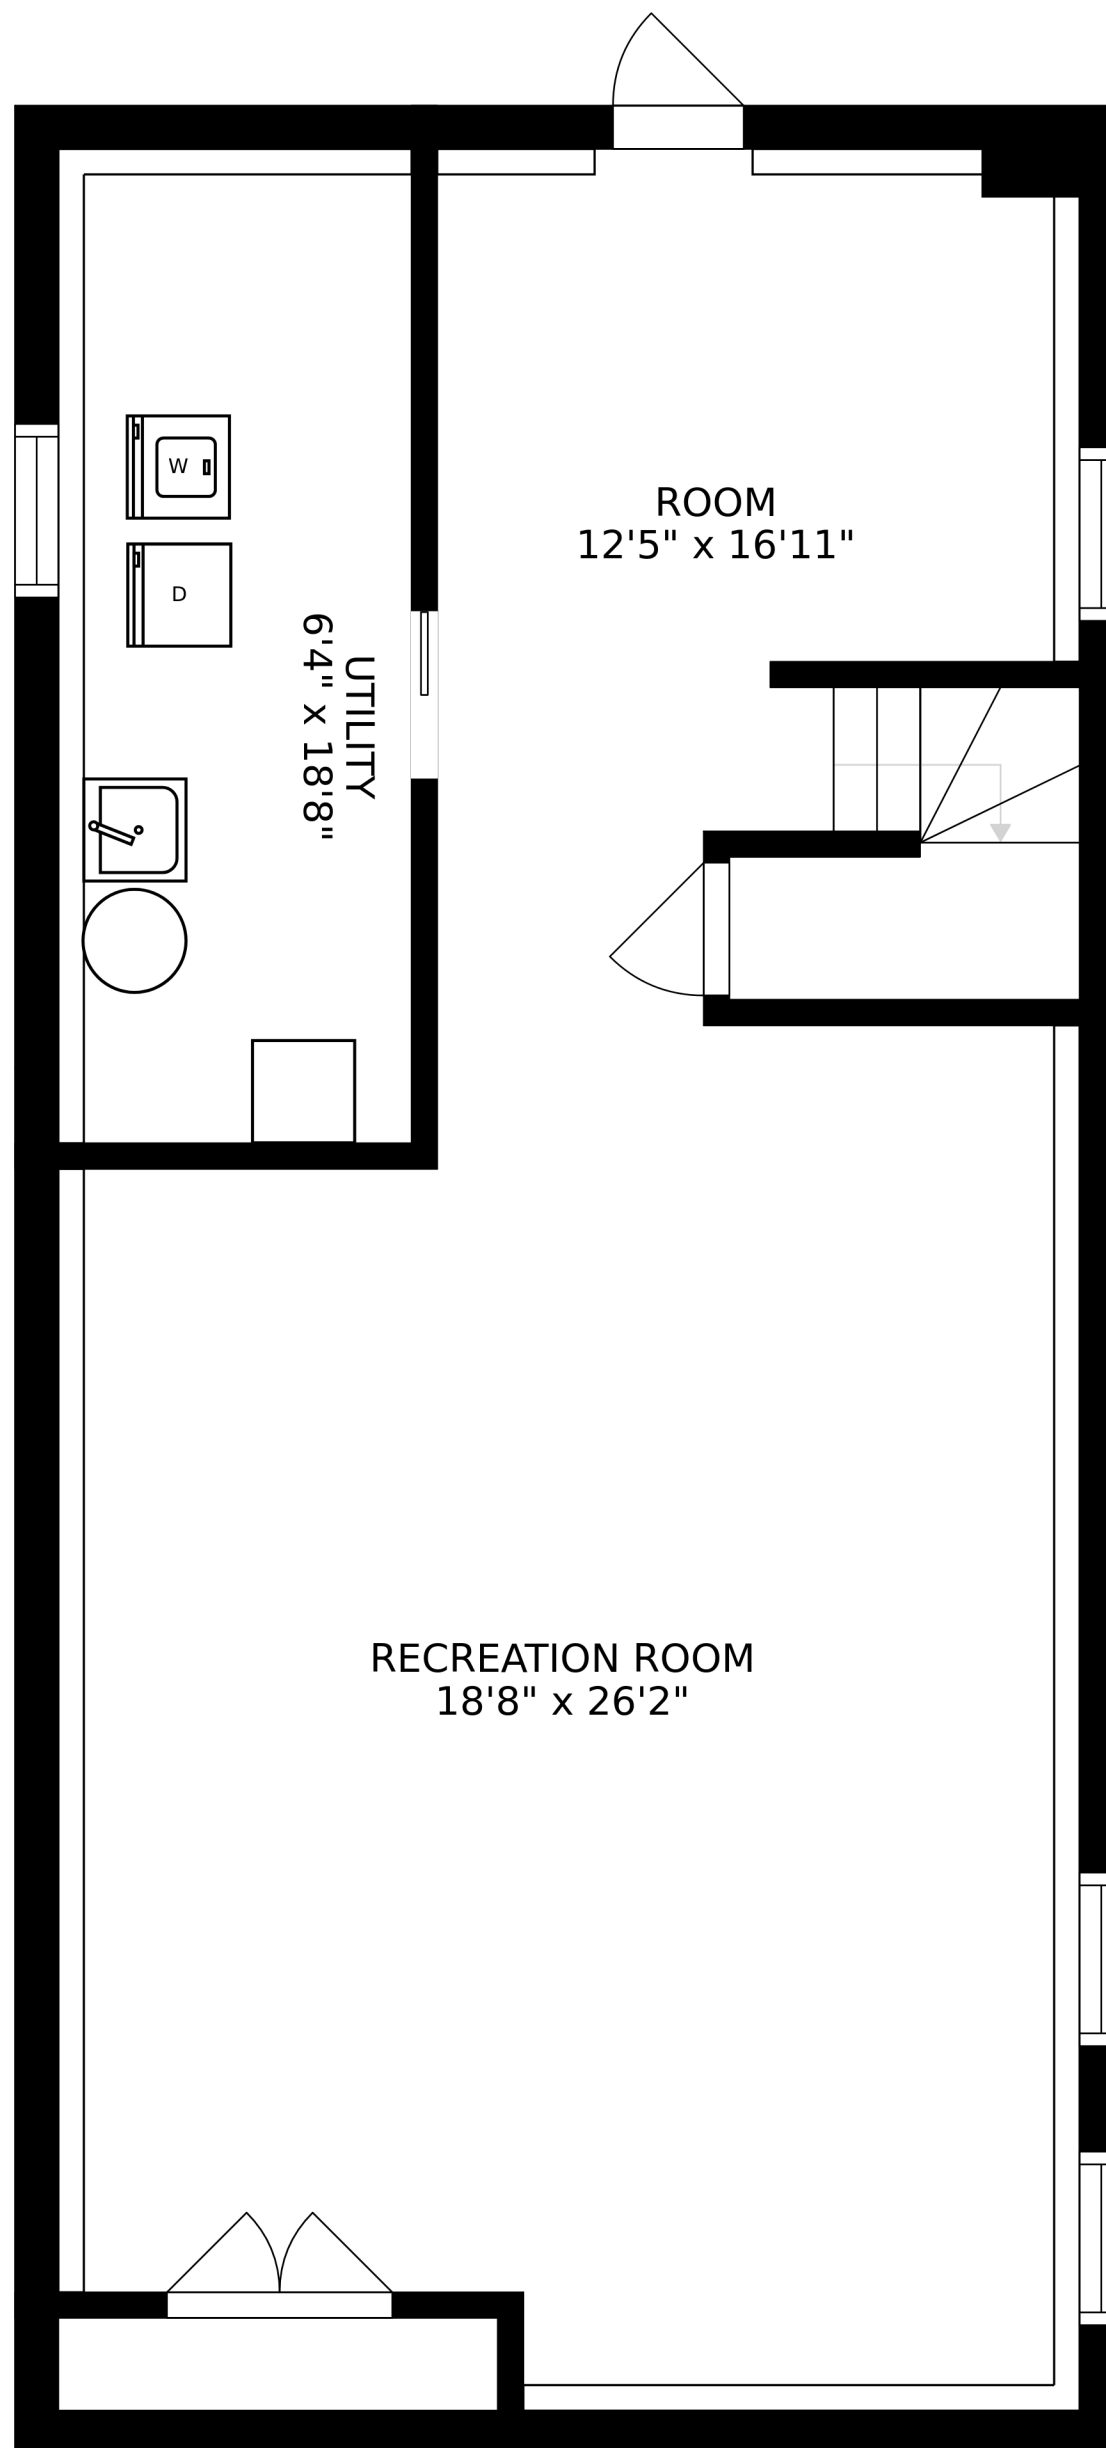 W
ROOM
12'5" x 16'11"
D
UTILITY
6'4" x 18'8"
RECREATION ROOM
18'8" x 26'2"